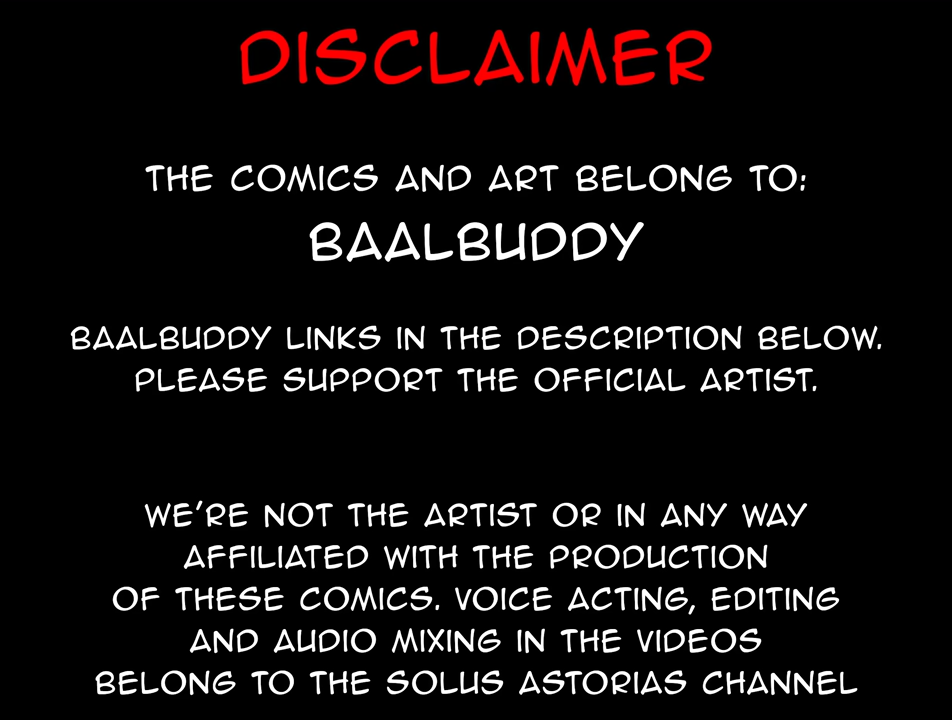 DISCLAIMER
THE COMICS AND ART BELONG TO:
BAALBUDDY
BAALBUDDY LINKS IN THE DESCRIPTION BELOW.
PLEASE SUPPORT THE OFFICIAL ARTIST.
WE'RE NOT THE ARTIST OR IN ANY WAY
AFFILIATED WITH THE PRODUCTION
OF THESE COMICS. VOICE ACTING, EDITING
AND AUDIO MIXING IN THE VIDEOS
BELONG TO THE SOLUS ASTORIAS CHANNEL